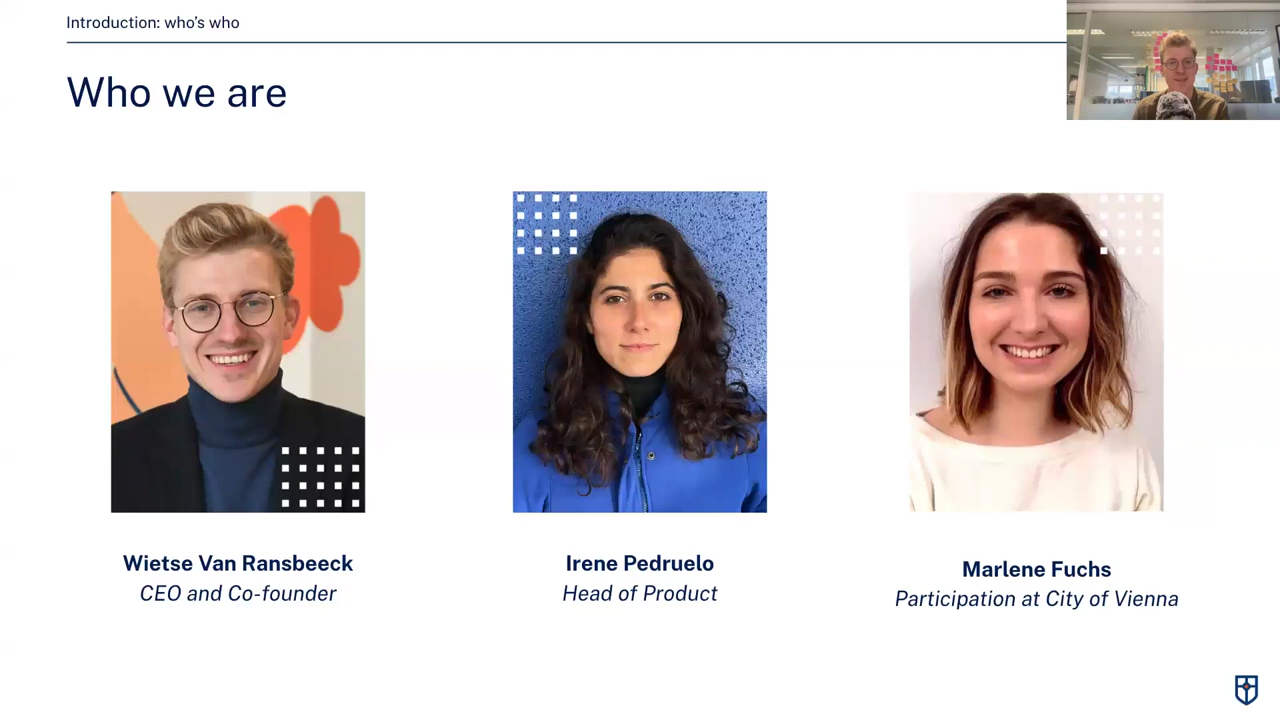 Introduction: who’s who
Who we are
Wietse Van Ransbeeck
CEO and Co-founder
Irene Pedruelo
Head of Product
Marlene Fuchs
Participation at City of Vienna